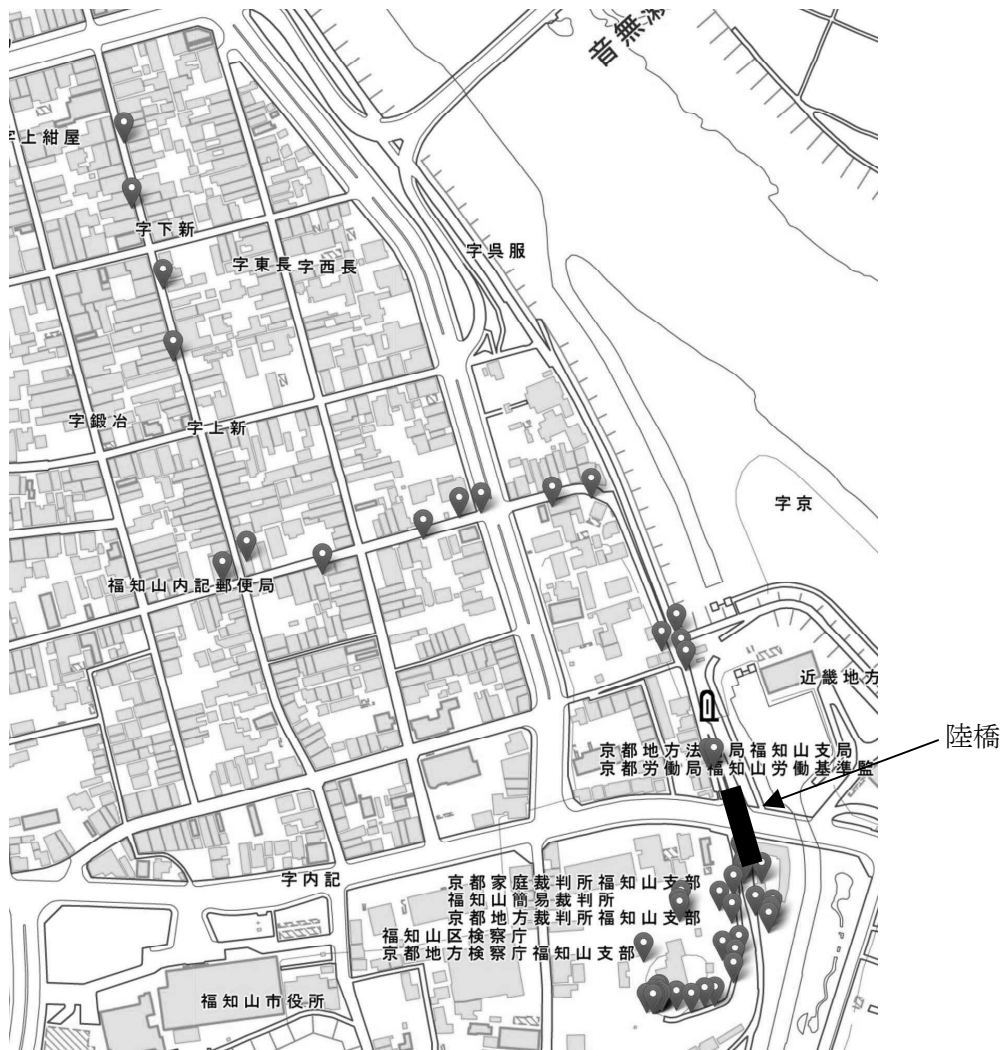 音無瀬
字上紺屋
字下新
字呉服
字東長
字西長
字鍛冶
字上新
字京
福知山内記郵便局
近畿地方
陸橋
京都地方法
局福知山支局
京都労働局福知山労働基準監
字内記
京都家庭裁判所福知山支部
福知山簡易裁判所
京都地方裁判所福知山支部
福知山区検察庁
京都地方検察庁福知山支部
福知山市役所